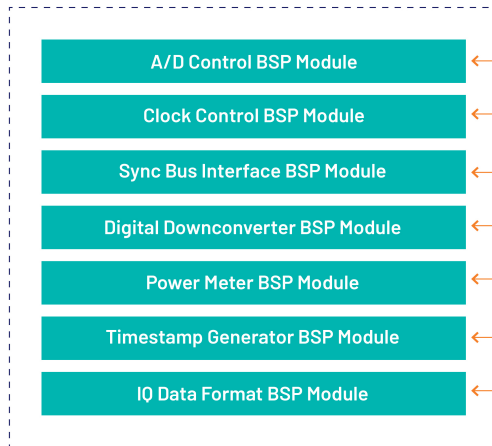 A/D Control BSP Module
Clock Control BSP Module
Sync Bus Interface BSP Module
Digital Downconverter BSP Module
Power Meter BSP Module
Timestamp Generator BSP Module
IQ Data Format BSP Module